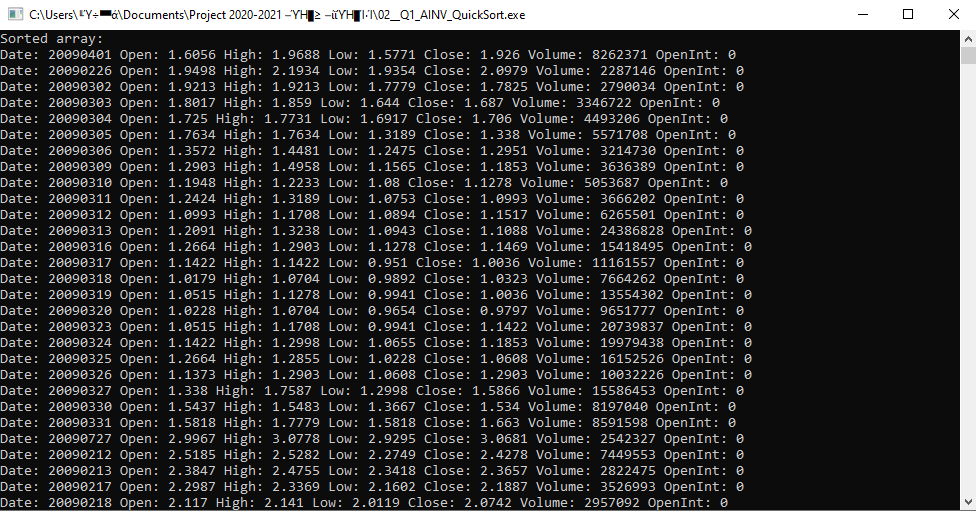 C:\Users\ \Documents\Project 2020-2021 \02__Q1_AINV_QuickSort.exe
Sorted array:
Date: 20090401 Open: 1.6056 High: 1.9688 Low: 1.5771 Close: 1.926 Volume: 8262371 OpenInt: 0
Date: 20090226 Open: 1.9498 High: 2.1934 Low: 1.9354 Close: 2.0979 Volume: 2287146 OpenInt: 0
Date: 20090302 Open: 1.9213 High: 1.9213 Low: 1.7779 Close: 1.7825 Volume: 2790034 OpenInt: 0
Date: 20090303 Open: 1.8017 High: 1.859 Low: 1.644 Close: 1.687 Volume: 3346722 OpenInt: 0
Date: 20090304 Open: 1.725 High: 1.7731 Low: 1.6917 Close: 1.706 Volume: 4493206 OpenInt: 0
Date: 20090305 Open: 1.7634 High: 1.7634 Low: 1.3189 Close: 1.338 Volume: 5571708 OpenInt: 0
Date: 20090306 Open: 1.3572 High: 1.4481 Low: 1.2475 Close: 1.2951 Volume: 3214730 OpenInt: 0
Date: 20090309 Open: 1.2903 High: 1.4958 Low: 1.1565 Close: 1.1853 Volume: 3636389 OpenInt: 0
Date: 20090310 Open: 1.1948 High: 1.2233 Low: 1.08 Close: 1.1278 Volume: 5053687 OpenInt: 0
Date: 20090311 Open: 1.2424 High: 1.3189 Low: 1.0753 Close: 1.0993 Volume: 3666202 OpenInt: 0
Date: 20090312 Open: 1.0993 High: 1.1708 Low: 1.0894 Close: 1.1517 Volume: 6265501 OpenInt: 0
Date: 20090313 Open: 1.2091 High: 1.3238 Low: 1.0943 Close: 1.1088 Volume: 24386828 OpenInt: 0
Date: 20090316 Open: 1.2664 High: 1.2903 Low: 1.1278 Close: 1.1469 Volume: 15418495 OpenInt: 0
Date: 20090317 Open: 1.1422 High: 1.1422 Low: 0.951 Close: 1.0036 Volume: 11161557 OpenInt: 0
Date: 20090318 Open: 1.0179 High: 1.0704 Low: 0.9892 Close: 1.0323 Volume: 7664262 OpenInt: 0
Date: 20090319 Open: 1.0515 High: 1.1278 Low: 0.9941 Close: 1.0036 Volume: 13554302 OpenInt: 0
Date: 20090320 Open: 1.0228 High: 1.0704 Low: 0.9654 Close: 0.9797 Volume: 9651777 OpenInt: 0
Date: 20090323 Open: 1.0515 High: 1.1708 Low: 0.9941 Close: 1.1422 Volume: 20739837 OpenInt: 0
Date: 20090324 Open: 1.1422 High: 1.2998 Low: 1.0655 Close: 1.1853 Volume: 19979438 OpenInt: 0
Date: 20090325 Open: 1.2664 High: 1.2855 Low: 1.0228 Close: 1.0608 Volume: 16152526 OpenInt: 0
Date: 20090326 Open: 1.1373 High: 1.2903 Low: 1.0608 Close: 1.2903 Volume: 10032226 OpenInt: 0
Date: 20090327 Open: 1.338 High: 1.7587 Low: 1.2998 Close: 1.5866 Volume: 15586453 OpenInt: 0
Date: 20090330 Open: 1.5437 High: 1.5483 Low: 1.3667 Close: 1.534 Volume: 8197040 OpenInt: 0
Date: 20090331 Open: 1.5818 High: 1.7779 Low: 1.5818 Close: 1.663 Volume: 8591598 OpenInt: 0
Date: 20090727 Open: 2.9967 High: 3.0778 Low: 2.9295 Close: 3.0681 Volume: 2542327 OpenInt: 0
Date: 20090212 Open: 2.5185 High: 2.5282 Low: 2.2749 Close: 2.4278 Volume: 7449553 OpenInt: 0
Date: 20090213 Open: 2.3847 High: 2.4755 Low: 2.3418 Close: 2.3657 Volume: 2822475 OpenInt: 0
Date: 20090217 Open: 2.2987 High: 2.3369 Low: 2.1602 Close: 2.1887 Volume: 3526993 OpenInt: 0
Date: 20090218 Open: 2.117 High: 2.141 Low: 2.0119 Close: 2.0742 Volume: 2957092 OpenInt: 0